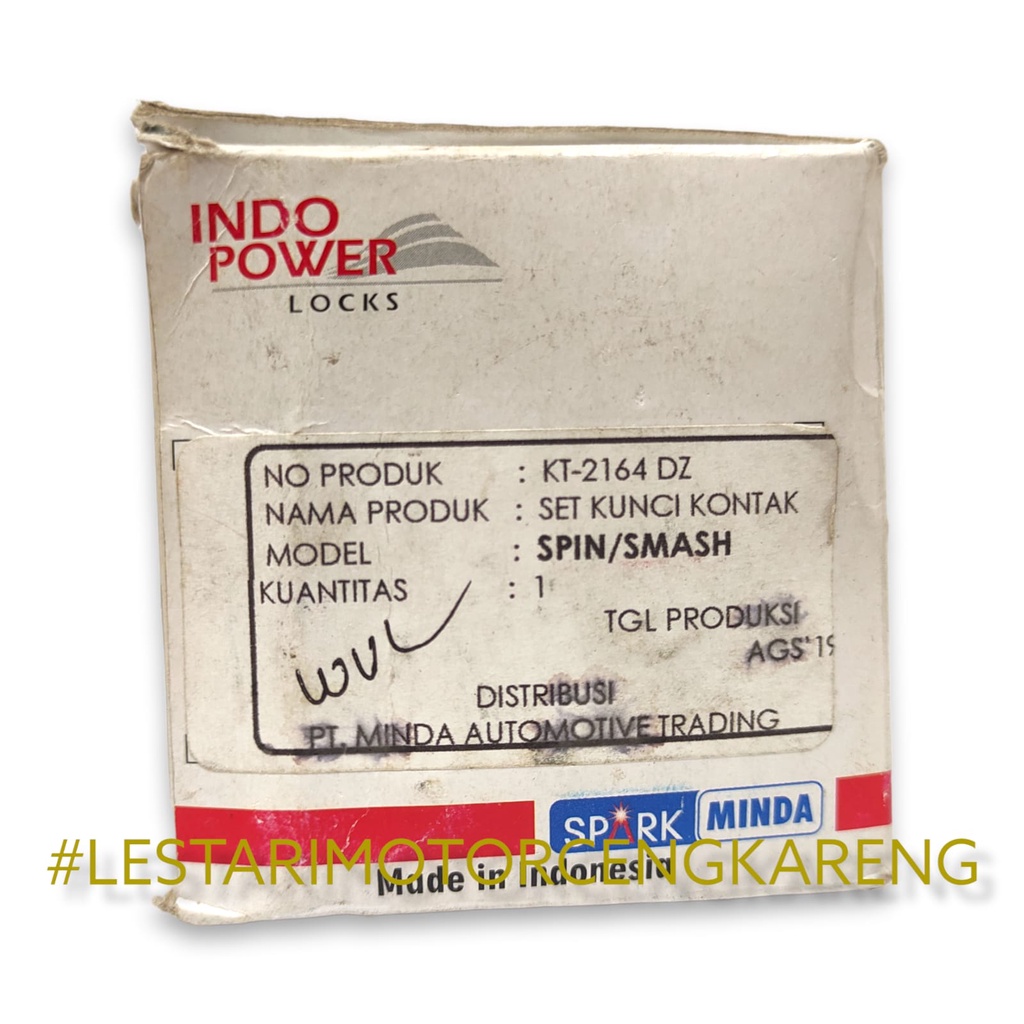 INDO
POWER
LOCKS
NO PRODUK : KT-2164 DZ
NAMA PRODUK : SET KUNCI KONTAK
MODEL : SPIN/SMASH
KUANTITAS : 1
TGL PRODUKSI
AGS'19
DISTRIBUSI
PT. MINDA AUTOMOTIVE TRADING
SPARK MINDA
#LESTARIMOTORCENGKARENG
Made in Indonesia